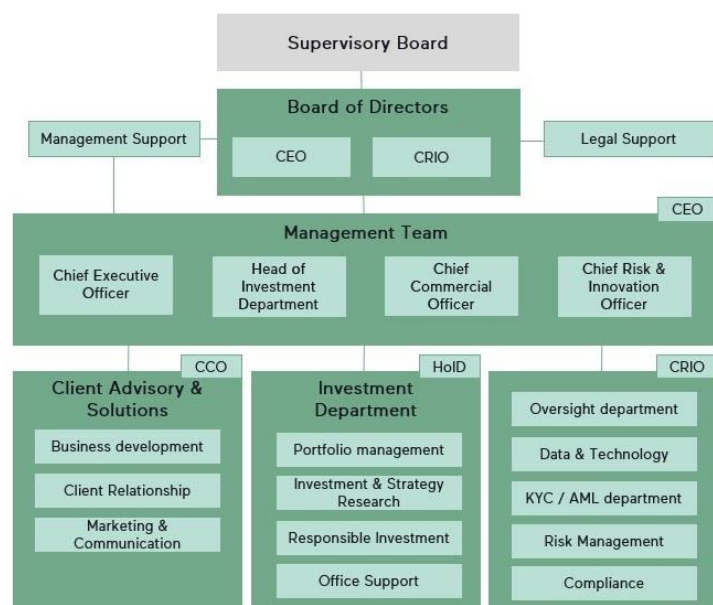 Supervisory Board
Board of Directors
Management Support
CEO
CRIO
Legal Support
CEO
Management Team
Chief Executive
Officer
Head of
Investment
Department
Chief
Commercial
Officer
Chief Risk &
Innovation
Officer
CCO
Client Advisory &
Solutions
Business development
Client Relationship
Marketing &
Communication
HoID
Investment
Department
Portfolio management
Investment & Strategy
Research
Responsible Investment
Office Support
CRIO
Oversight department
Data & Technology
KYC / AML department
Risk Management
Compliance